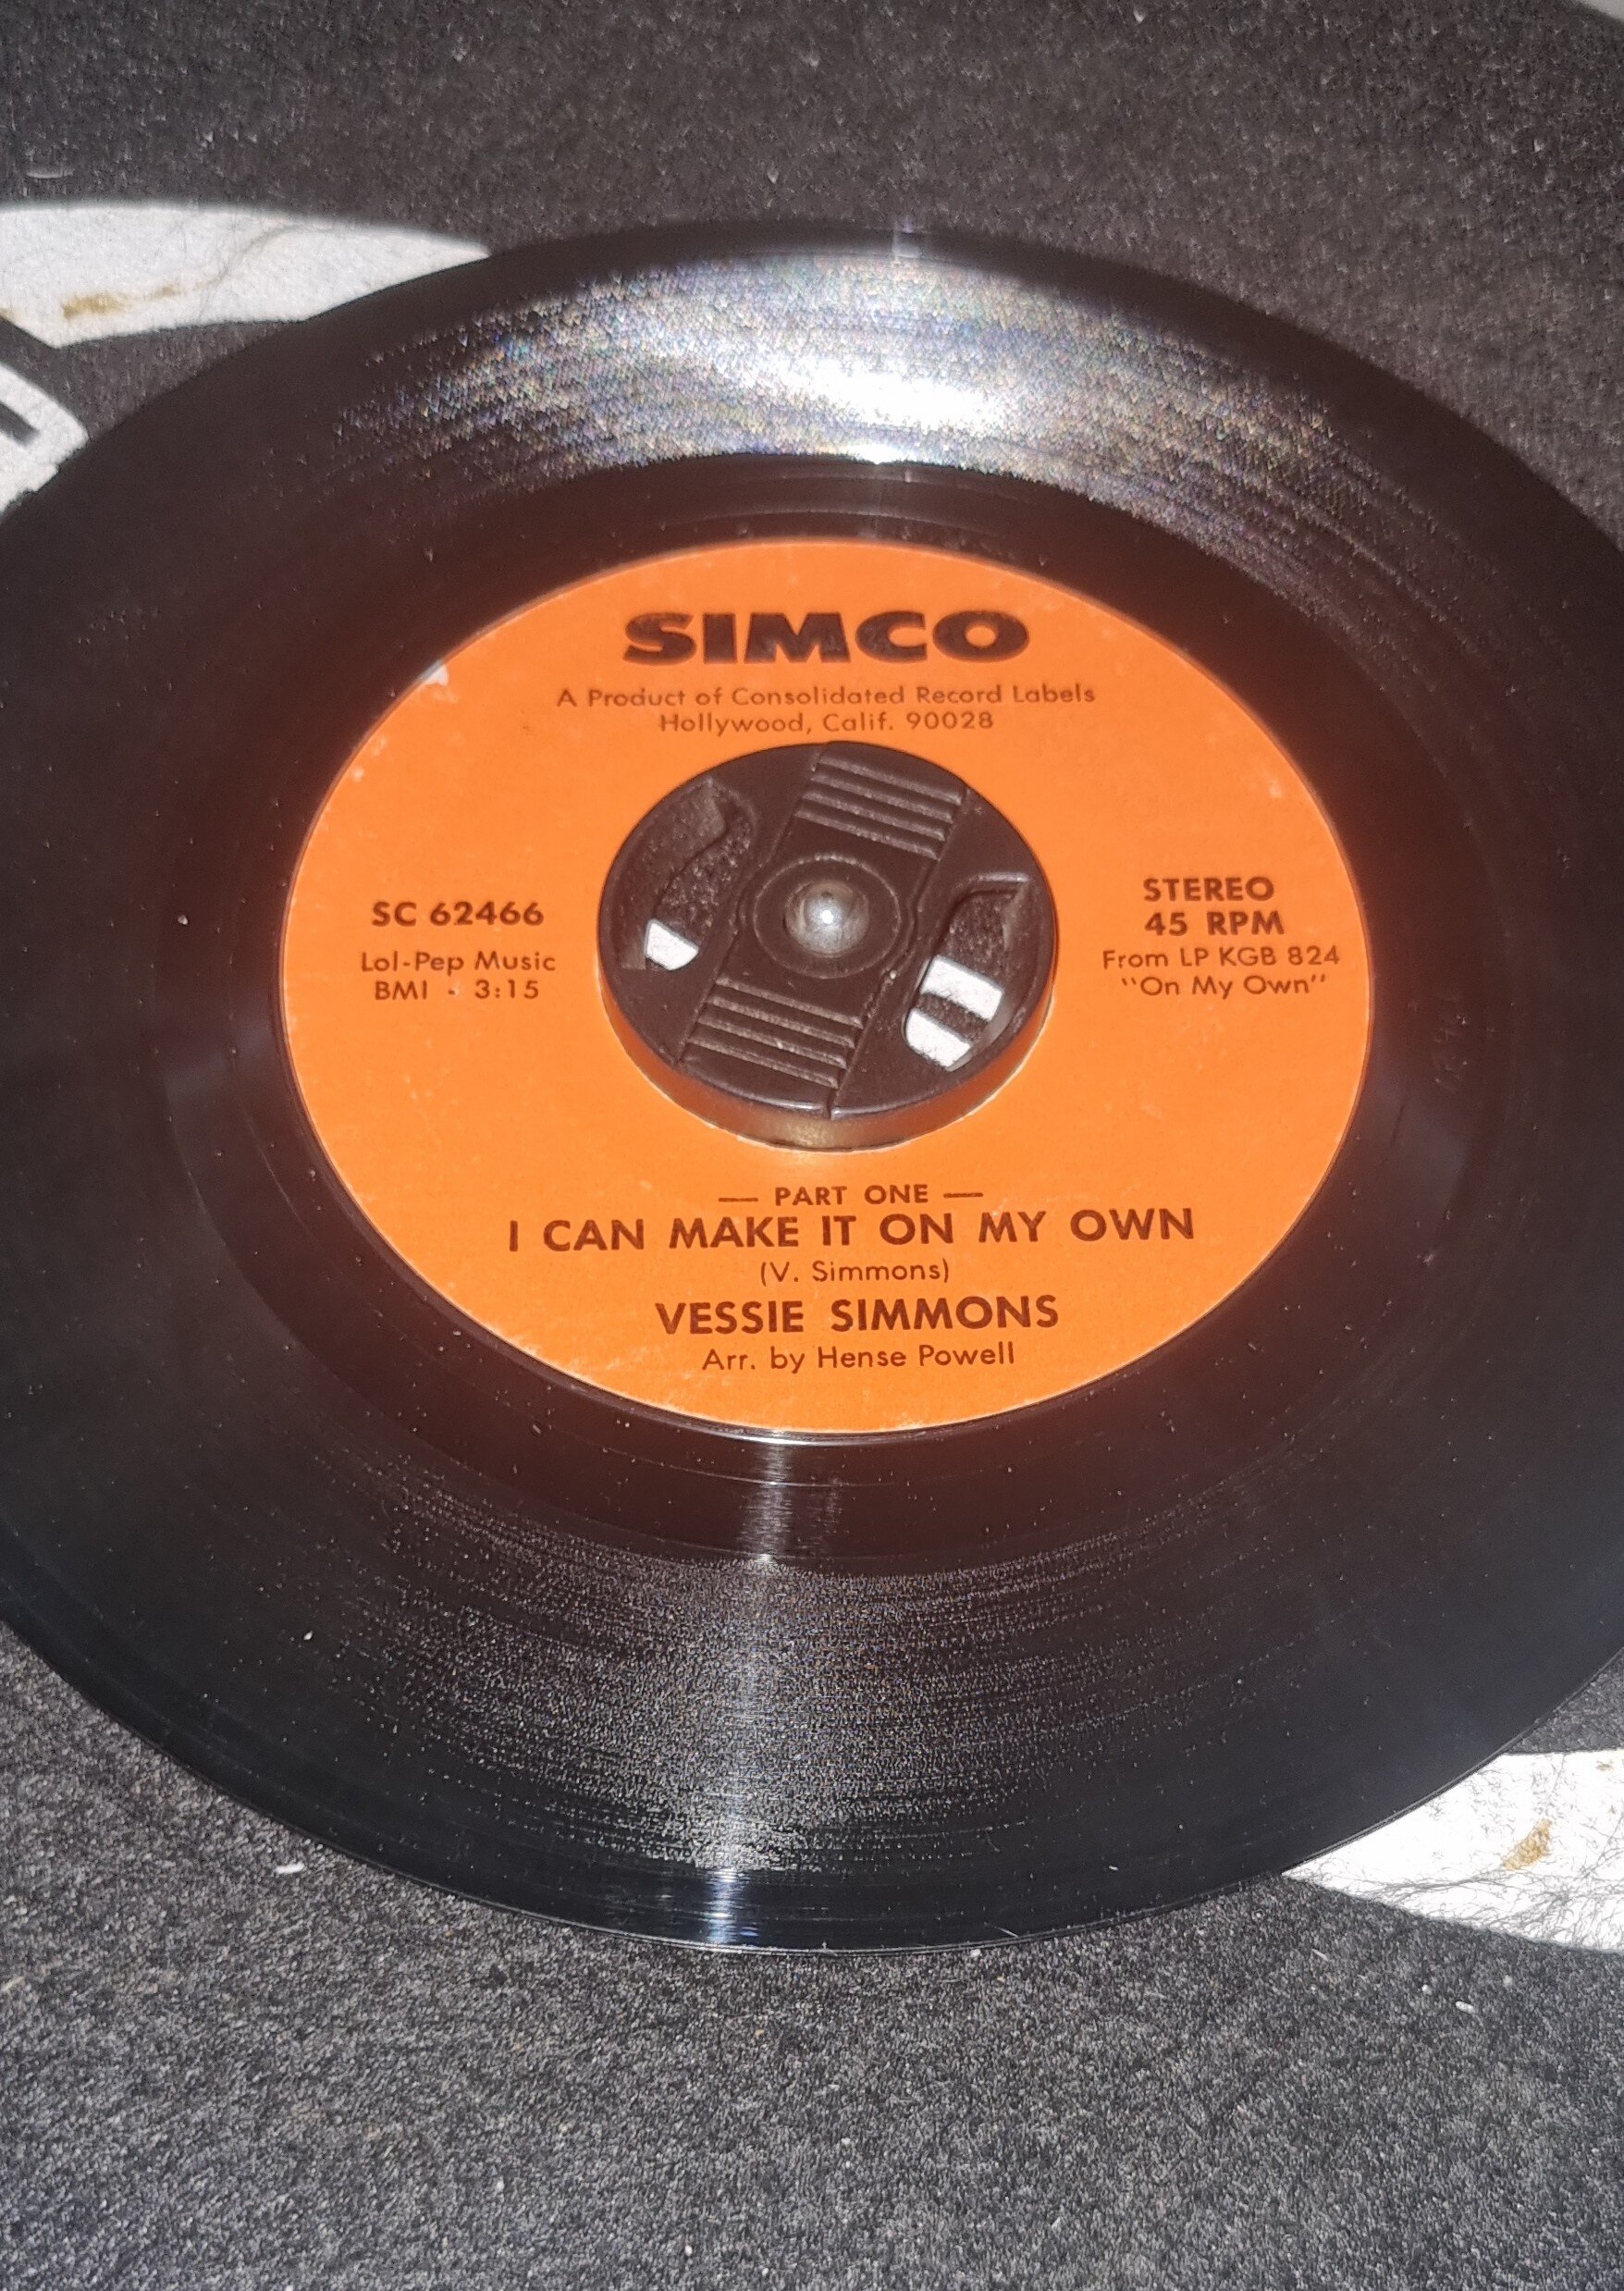 SIMCO
A Product of Consolidated Record Labels
Hollywood, Calif. 90028
SC 62466
Lol-Pep Music
BMI - 3:15
STEREO
45 RPM
From LP KGB 824
"On My Own"
— PART ONE —
I CAN MAKE IT ON MY OWN
(V. Simmons)
VESSIE SIMMONS
Arr. by Hense Powell